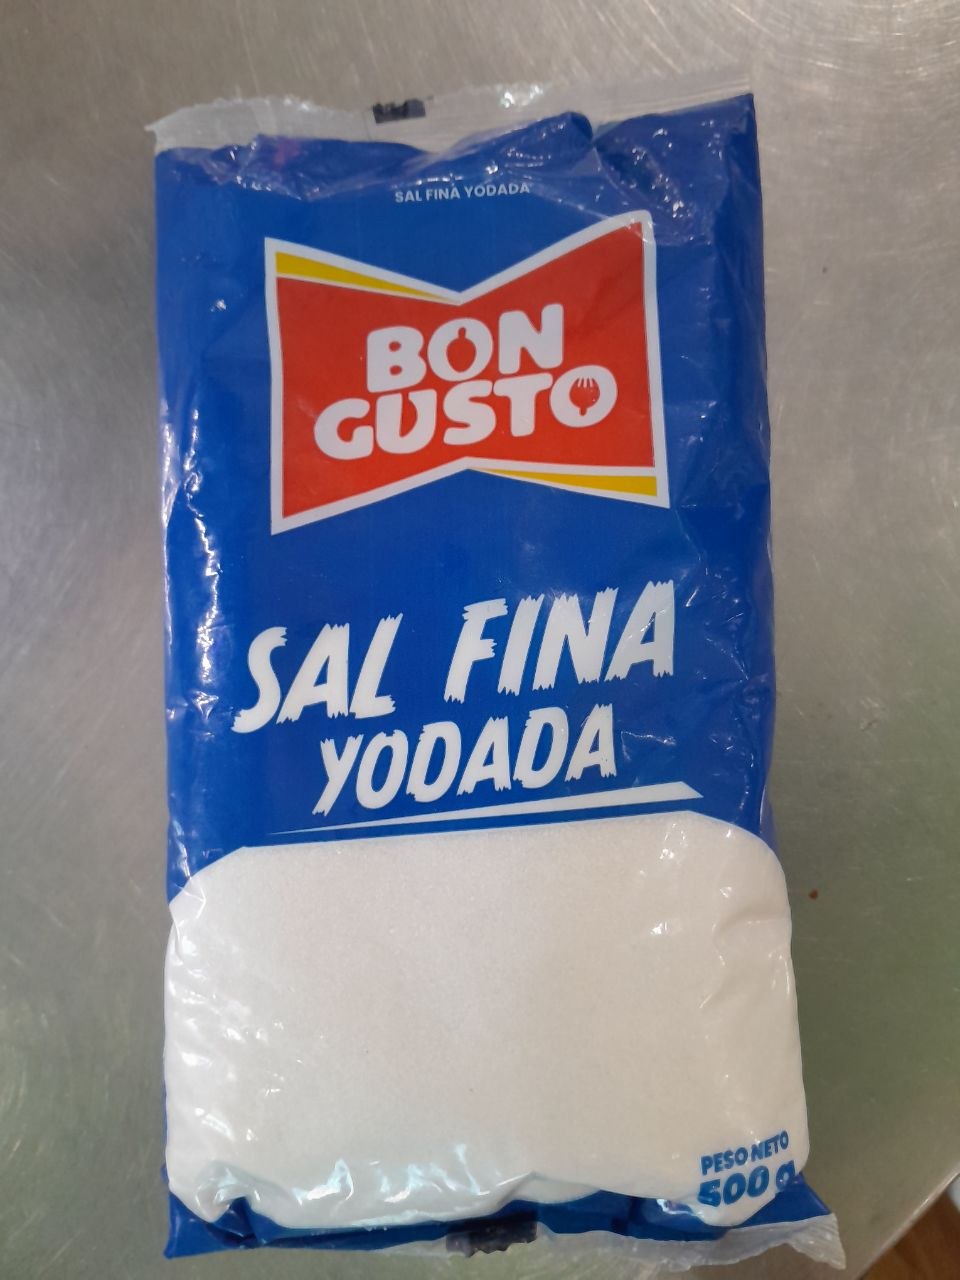 SAL FINA YODADA
BON
GUSTO
SAL FINA
YODADA
PESO NETO
500 g